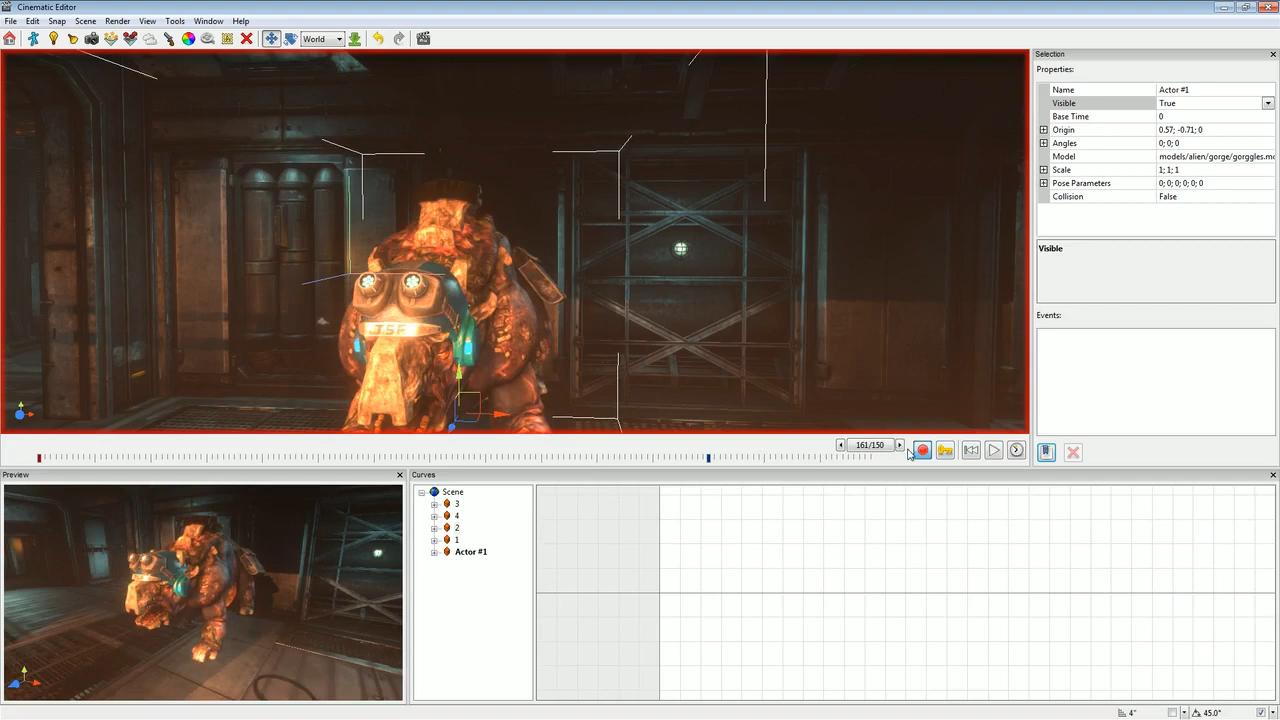 Cinematic Editor
File Edit Snap Scene Render View Tools Window Help
World
TSF
Selection
Properties:
Name Actor #1
Visible True
Base Time 0
Origin 0.57; -0.71; 0
Angles 0; 0; 0
Model models/alien/gorge/gorggles.mo
Scale 1; 1; 1
Pose Parameters 0; 0; 0; 0; 0; 0
Collision False
Visible
Events:
161/150
Preview
Curves
Scene
3
4
2
1
Actor #1
4"
45.0°